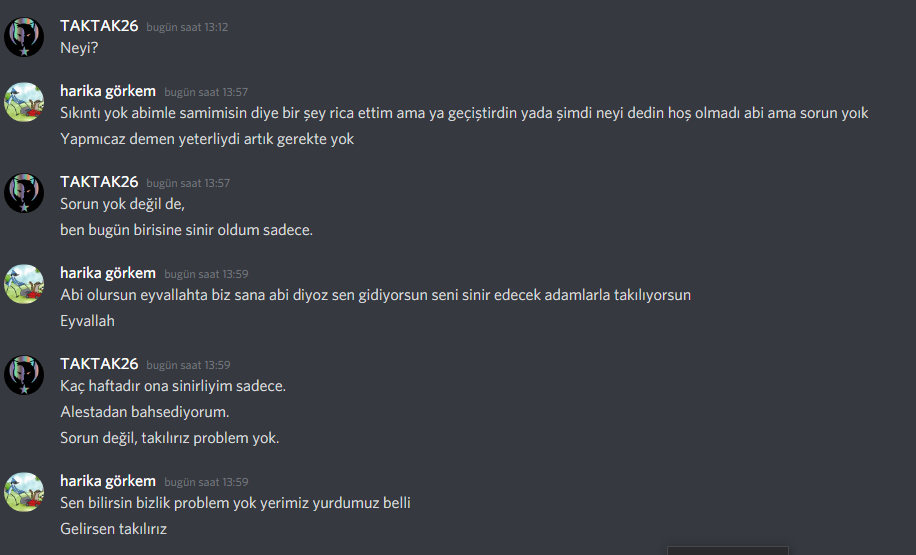 TAKTAK26 bugün saat 13:12
Neyi?
harika görkem bugün saat 13:57
Sıkıntı yok abimle samimisin diye bir şey rica ettim ama ya geçiştirdin yada şimdi neyi dedin hoş olmadı abi ama sorun yoık
Yapmıcaz demen yeterliydi artık gerekte yok
TAKTAK26 bugün saat 13:57
Sorun yok değil de,
ben bugün birisine sinir oldum sadece.
harika görkem bugün saat 13:59
Abi olursun eyvallahta biz sana abi diyoz sen gidiyorsun seni sinir edecek adamlarla takılıyorsun
Eyvallah
TAKTAK26 bugün saat 13:59
Kaç haftadır ona sinirliyim sadece.
Alestadan bahsediyorum.
Sorun değil, takılırız problem yok.
harika görkem bugün saat 13:59
Sen bilirsin bizlik problem yok yerimiz yurdumuz belli
Gelirsen takılırız